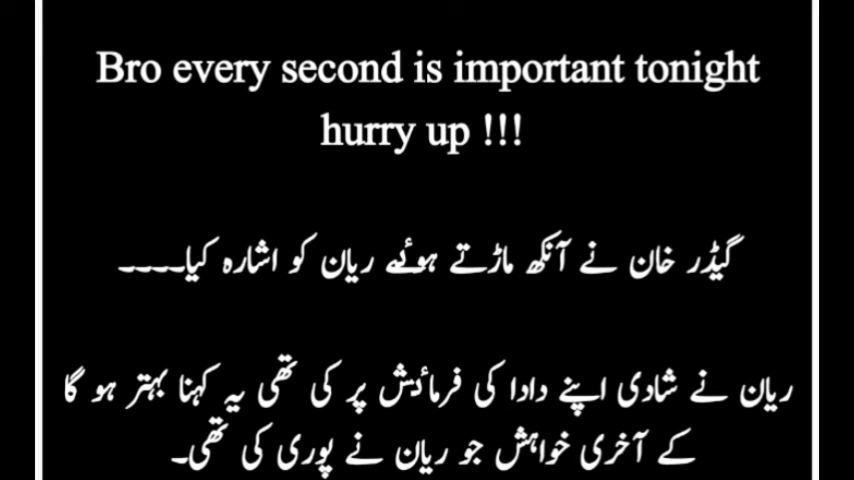 Bro every second is important tonight
hurry up !!!
گیڈر خان نے آنکھ ماڑتے ہوئے ریان کو اشارہ کیا۔۔۔۔
ریان نے شادی اپنے دادا کی فرمائش پر کی تھی یہ کہنا بہتر ہو گا
کے آخری خواہش جو ریان نے پوری کی تھی۔